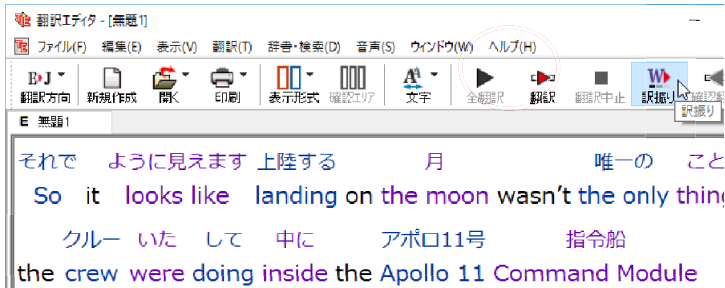 翻訳エディタ - [無題1]
ファイル(F) 編集(E) 表示(V) 翻訳(T) 辞書・検索(D) 音声(S) ウィンドウ(W) ヘルプ(H)
E▸J
翻訳方向 新規作成 開く 印刷 表示形式 確認エリア 文字 全翻訳 翻訳 翻訳中止 訳振り
訳振り
E 無題1
それで ように見えます 上陸する 月 唯一の こと
So it looks like landing on the moon wasn't the only thing
クルー いた して 中に アポロ11号 指令船
the crew were doing inside the Apollo 11 Command Module